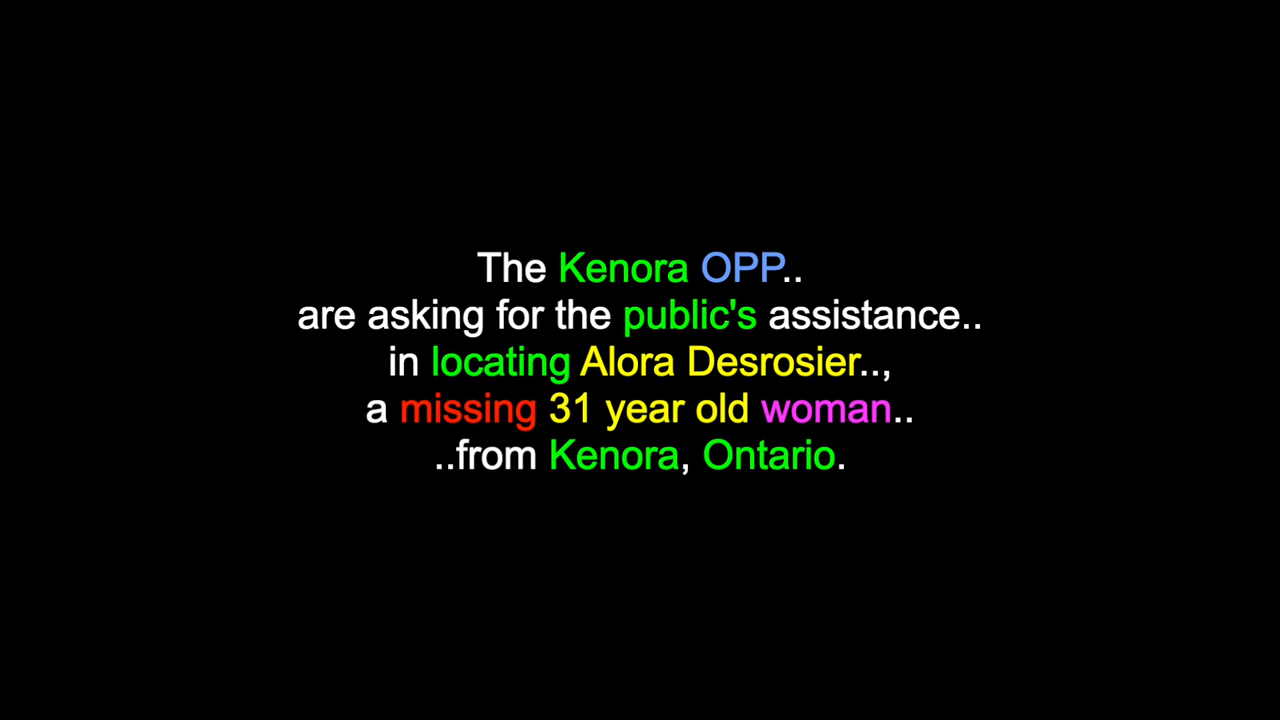 The Kenora OPP..
are asking for the public's assistance..
in locating Alora Desrosier..,
a missing 31 year old woman..
..from Kenora, Ontario.